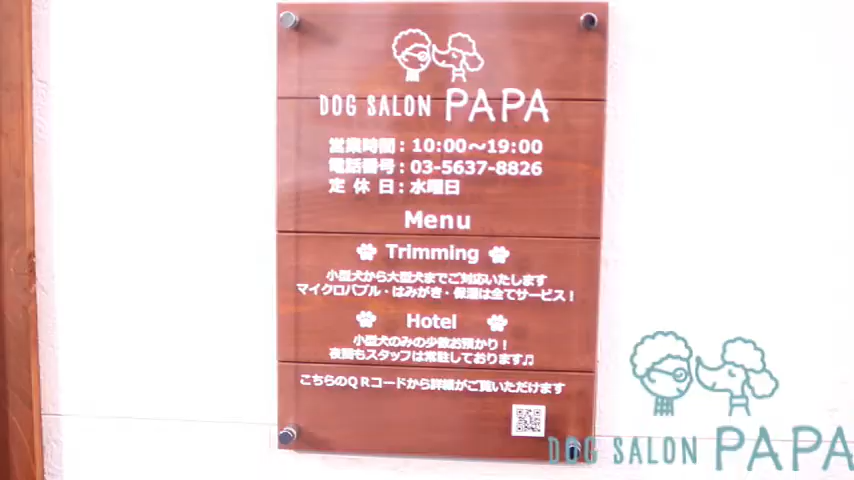 DOG SALON PAPA
営業時間：10:00〜19:00
電話番号：03-5637-8826
定 休 日：水曜日
Menu
Trimming
小型犬から大型犬までご対応いたします
マイクロバブル・はみがき・保湿は全てサービス！
Hotel
小型犬のみの少数お預かり！
夜間もスタッフは常駐しております♫
こちらのＱＲコードから詳細がご覧いただけます
DOG SALON PAPA